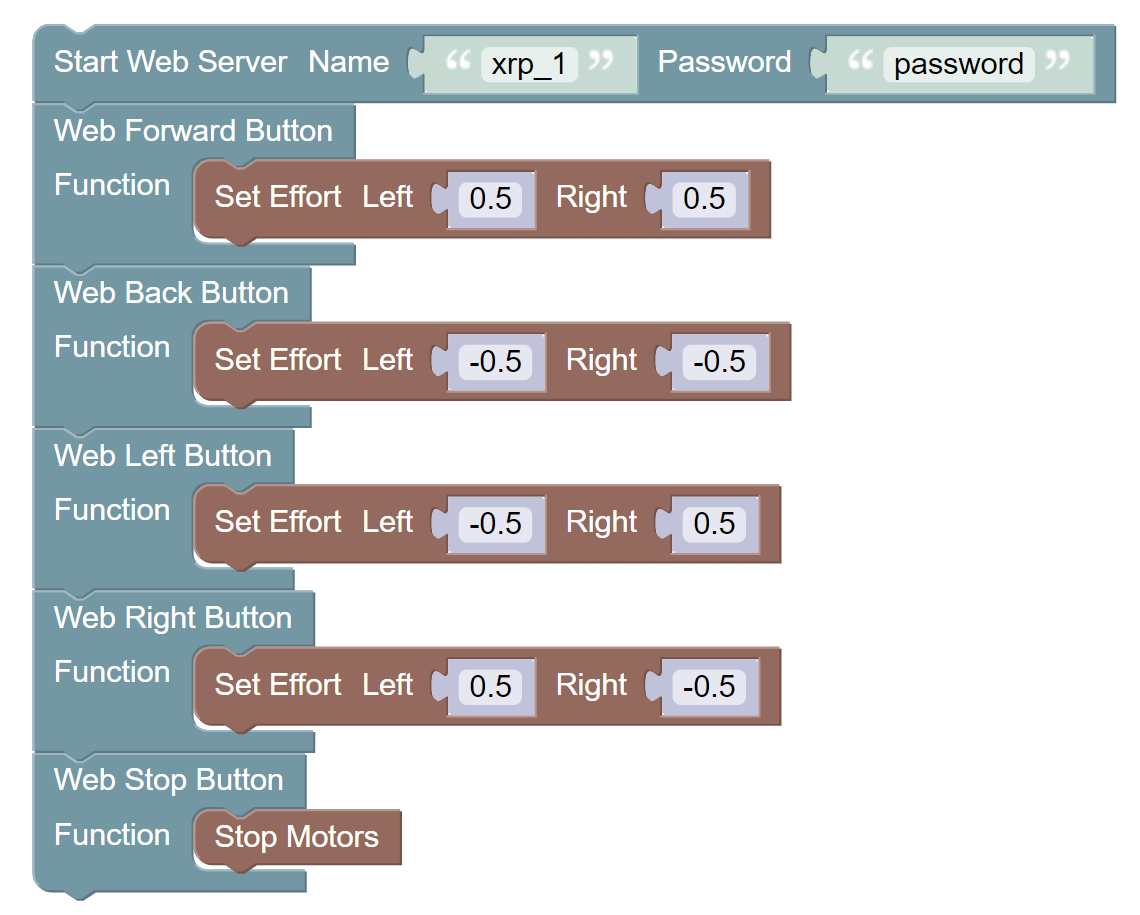 Start Web Server Name “ xrp_1 ” Password “ password ”
Web Forward Button
Function Set Effort Left 0.5 Right 0.5
Web Back Button
Function Set Effort Left -0.5 Right -0.5
Web Left Button
Function Set Effort Left -0.5 Right 0.5
Web Right Button
Function Set Effort Left 0.5 Right -0.5
Web Stop Button
Function Stop Motors